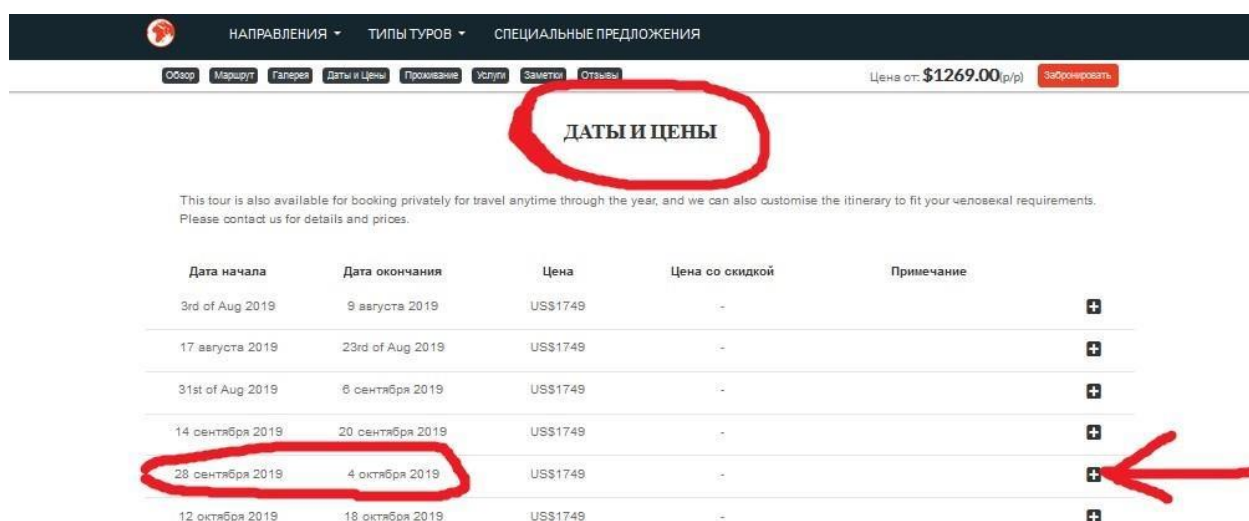 НАПРАВЛЕНИЯ ТИПЫ ТУРОВ СПЕЦИАЛЬНЫЕ ПРЕДЛОЖЕНИЯ
Обзор Маршрут Галерея Даты и Цены Проживание Услуги Заметки Отзывы Цена от: $1269.00(p/p) Забронировать
ДАТЫ И ЦЕНЫ
This tour is also available for booking privately for travel anytime through the year, and we can also customise the itinerary to fit your человекal requirements.
Please contact us for details and prices.
Дата начала Дата окончания Цена Цена со скидкой Примечание
3rd of Aug 2019 9 августа 2019 US$1749 -
17 августа 2019 23rd of Aug 2019 US$1749 -
31st of Aug 2019 6 сентября 2019 US$1749 -
14 сентября 2019 20 сентября 2019 US$1749 -
28 сентября 2019 4 октября 2019 US$1749 -
12 октября 2019 18 октября 2019 US$1749 -